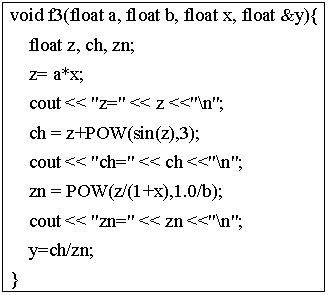 void f3(float a, float b, float x, float &y){
float z, ch, zn;
z= a*x;
cout << "z=" << z <<"\n";
ch = z+POW(sin(z),3);
cout << "ch=" << ch <<"\n";
zn = POW(z/(1+x),1.0/b);
cout << "zn=" << zn <<"\n";
y=ch/zn;
}